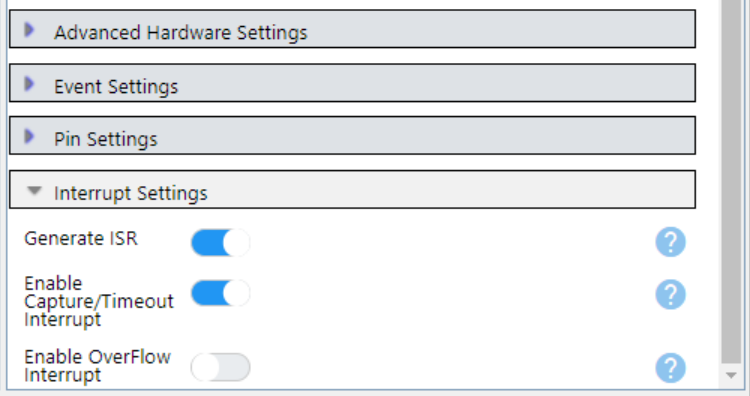 Advanced Hardware Settings
Event Settings
Pin Settings
Interrupt Settings
Generate ISR
?
Enable
Capture/Timeout
Interrupt
?
Enable OverFlow
Interrupt
?